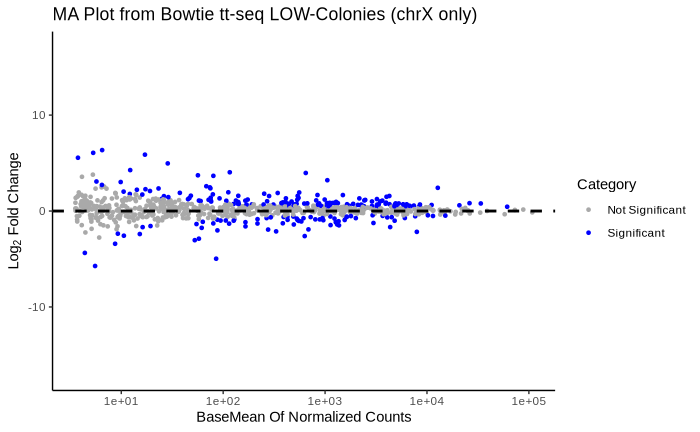 MA Plot from Bowtie tt-seq LOW-Colonies (chrX only)
Log₂ Fold Change
10
0
-10
1e+01 1e+02 1e+03 1e+04 1e+05
BaseMean Of Normalized Counts
Category
Not Significant
Significant